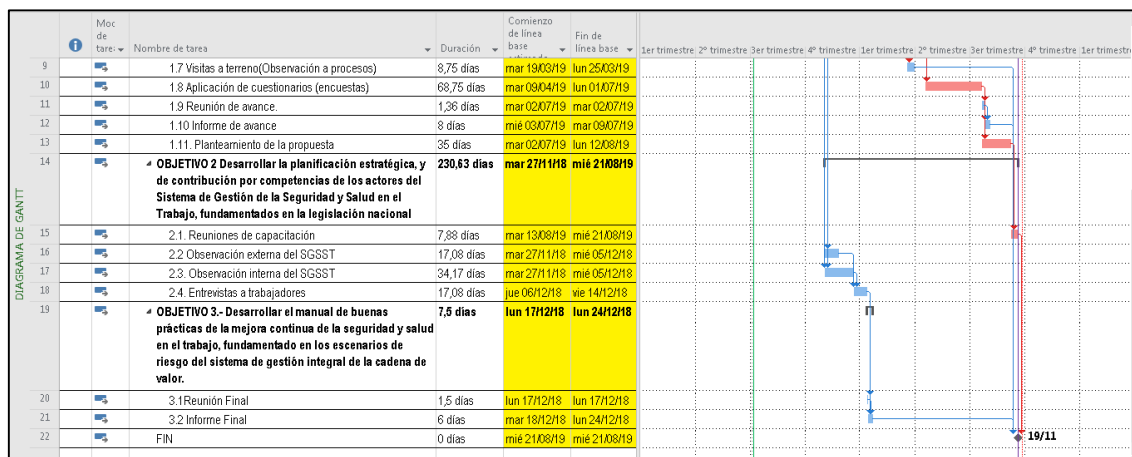 DIAGRAMA DE GANTT
Moc de tare: Nombre de tarea Duración Comienzo de línea base Fin de línea base 1er trimestre 2º trimestre 3er trimestre 4º trimestre 1er trimestre 2º trimestre 3er trimestre 4º trimestre 1er trimestre
9 1.7 Visitas a terreno(Observación a procesos) 8,75 días mar 19/03/19 lun 25/03/19
10 1.8 Aplicación de cuestionarios (encuestas) 68,75 días mar 09/04/19 lun 01/07/19
11 1.9 Reunión de avance. 1,36 días mar 02/07/19 mar 02/07/19
12 1.10 Informe de avance 8 días mié 03/07/19 mar 09/07/19
13 1.11. Planteamiento de la propuesta 35 días mar 02/07/19 lun 12/08/19
14 OBJETIVO 2 Desarrollar la planificación estratégica, y 230,63 días mar 27/11/18 mié 21/08/19
de contribución por competencias de los actores del
Sistema de Gestión de la Seguridad y Salud en el
Trabajo, fundamentados en la legislación nacional
15 2.1. Reuniones de capacitación 7,88 días mar 13/08/19 mié 21/08/19
16 2.2 Observación externa del SGSST 17,08 días mar 27/11/18 mié 05/12/18
17 2.3. Observación interna del SGSST 34,17 días mar 27/11/18 mié 05/12/18
18 2.4. Entrevistas a trabajadores 17,08 días jue 06/12/18 vie 14/12/18
19 OBJETIVO 3.- Desarrollar el manual de buenas 7,5 días lun 17/12/18 lun 24/12/18
prácticas de la mejora continua de la seguridad y salud
en el trabajo, fundamentado en los escenarios de
riesgo del sistema de gestión integral de la cadena de
valor.
20 3.1Reunión Final 1,5 días lun 17/12/18 lun 17/12/18
21 3.2 Informe Final 6 días mar 18/12/18 lun 24/12/18
22 FIN 0 días mié 21/08/19 mié 21/08/19 19/11